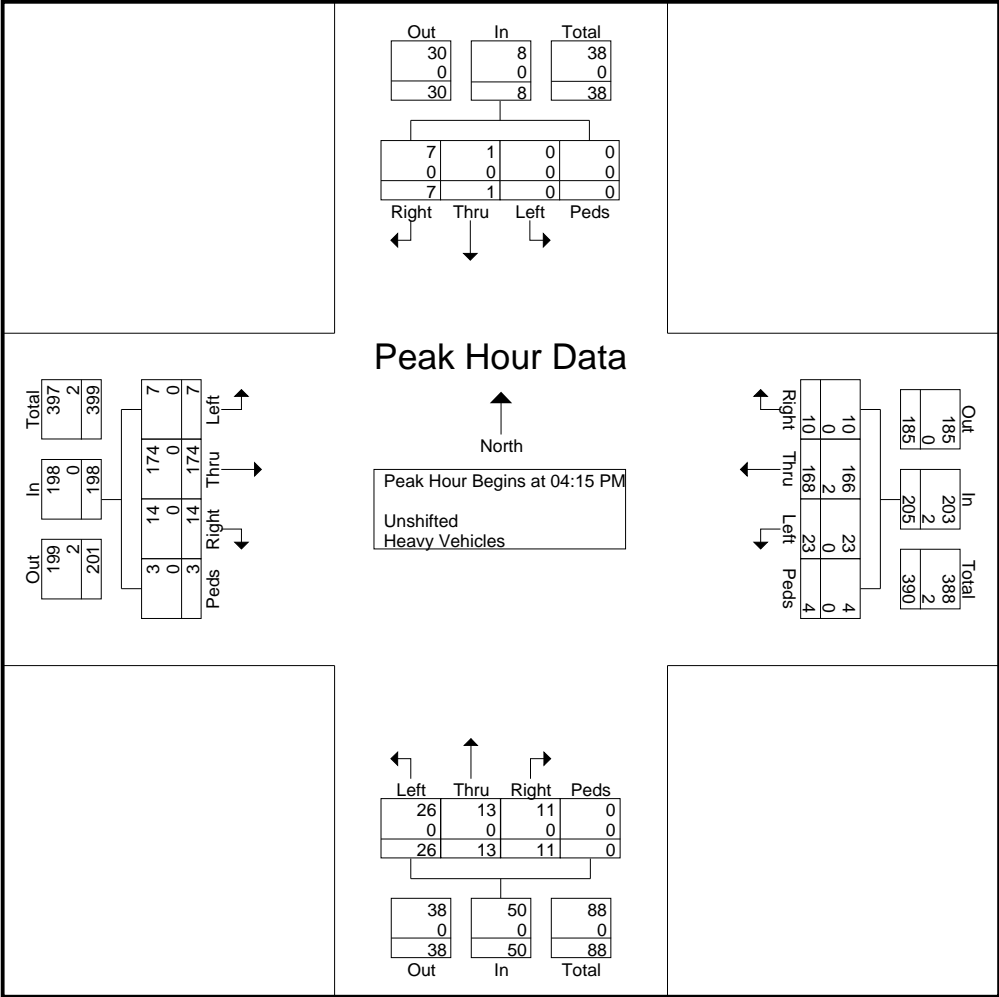 Out In Total
30 8 38
0 0 0
30 8 38
7 1 0 0
0 0 0 0
7 1 0 0
Right Thru Left Peds
Peak Hour Data
North
Peak Hour Begins at 04:15 PM
Unshifted
Heavy Vehicles
Left Thru Right Peds
7 174 14 3
0 0 0 0
7 174 14 3
Out In Total
199 198 397
2 0 2
201 198 399
Right Thru Left Peds
10 166 23 4
0 2 0 0
10 168 23 4
Out In Total
185 203 388
0 2 2
185 205 390
Left Thru Right Peds
26 13 11 0
0 0 0 0
26 13 11 0
38 50 88
0 0 0
38 50 88
Out In Total